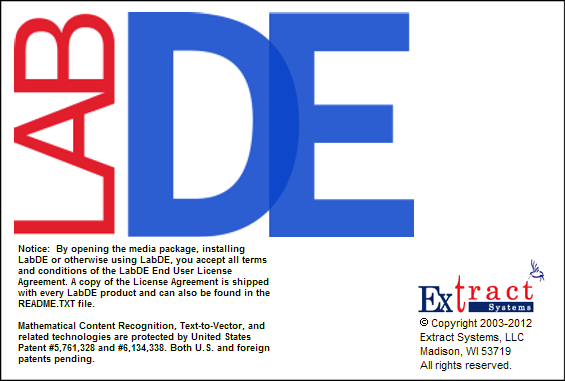 LAB
DE
Notice:  By opening the media package, installing
LabDE or otherwise using LabDE, you accept all terms
and conditions of the LabDE End User License
Agreement. A copy of the License Agreement is shipped
with every LabDE product and can also be found in the
README.TXT file.
Mathematical Content Recognition, Text-to-Vector, and
related technologies are protected by United States
Patent #5,761,328 and #6,134,338. Both U.S. and foreign
patents pending.
Extract
Systems
© Copyright 2003-2012
Extract Systems, LLC
Madison, WI 53719
All rights reserved.